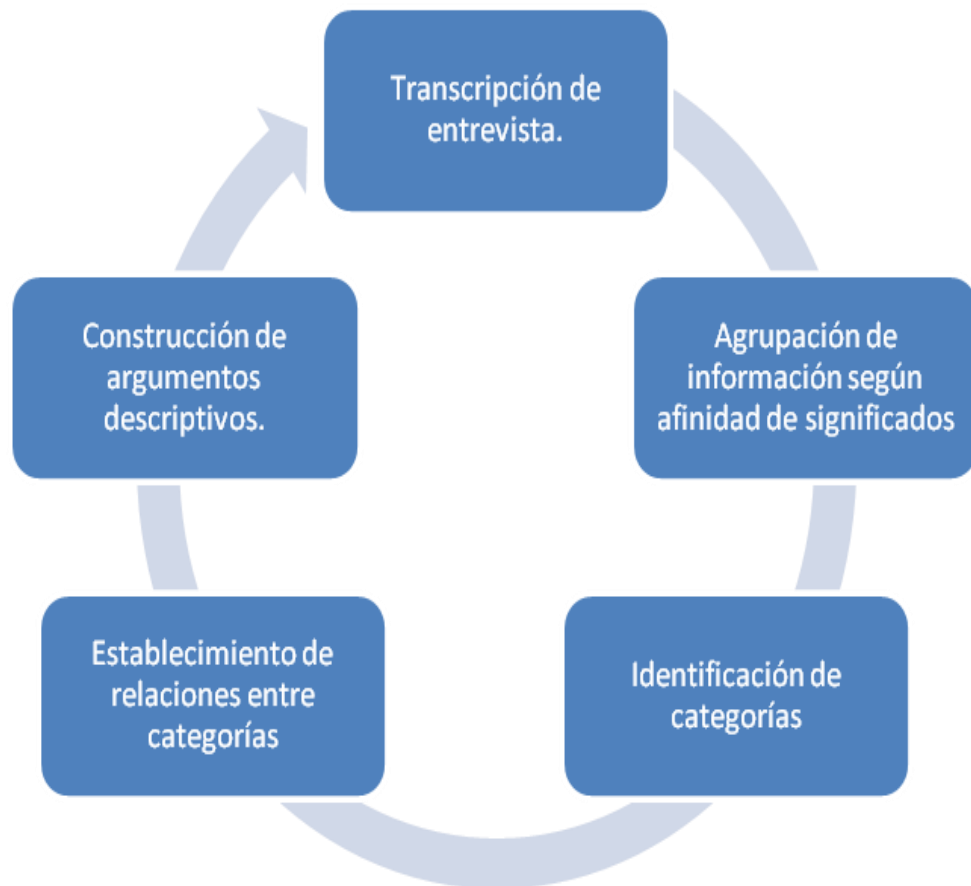 Transcripción de
entrevista.
Agrupación de
información según
afinidad de significados
Identificación de
categorías
Establecimiento de
relaciones entre
categorías
Construcción de
argumentos
descriptivos.